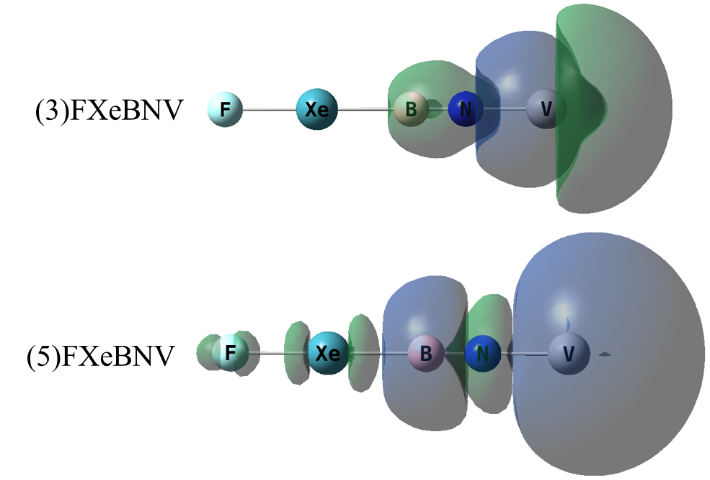 (3)FXeBNV F Xe B N V
(5)FXeBNV F Xe B N V